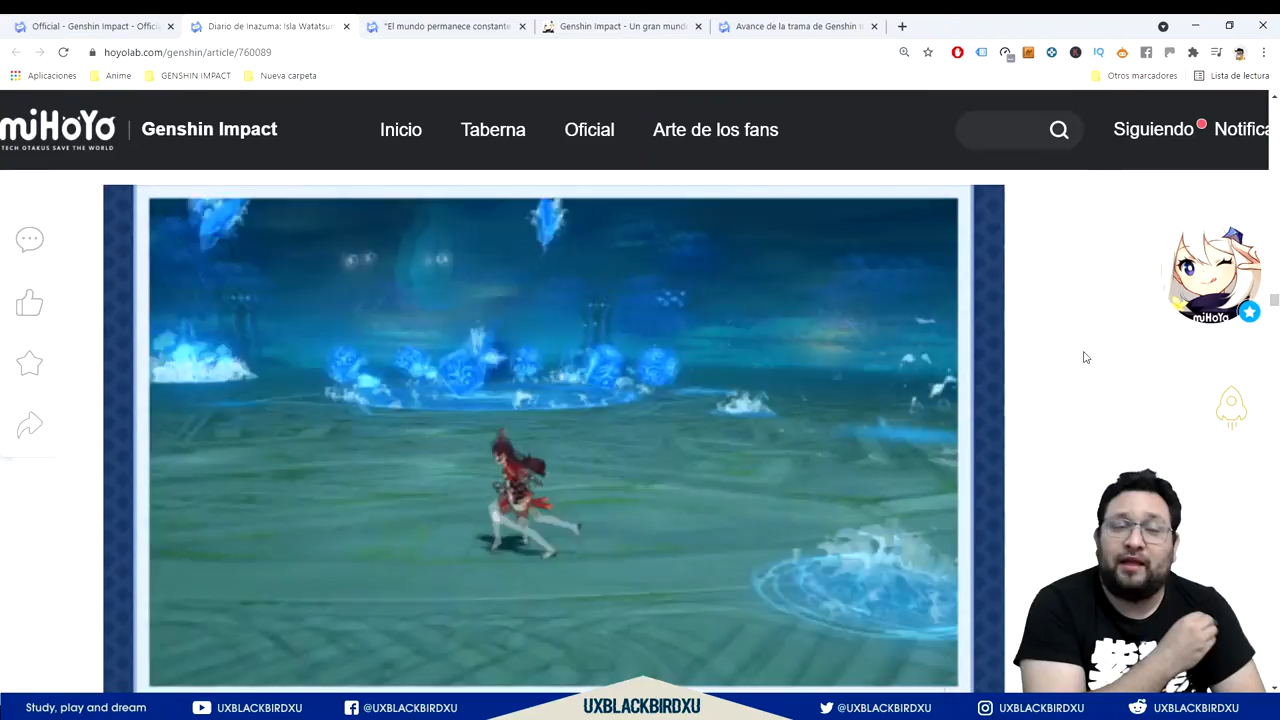 Official - Genshin Impact - Offici
Diario de Inazuma: Isla Watatsum
"El mundo permanece constante
Genshin Impact - Un gran mundo
Avance de la trama de Genshin I
hoyolab.com/genshin/article/760089
Aplicaciones
Anime
GENSHIN IMPACT
Nueva carpeta
Otros marcadores
Lista de lectura
miHoYo
TECH OTAKUS SAVE THE WORLD
Genshin Impact
Inicio
Taberna
Oficial
Arte de los fans
Siguiendo
Notifica
miHoYo
Study, play and dream
UXBLACKBIRDXU
@UXBLACKBIRDXU
UXBLACKBIRDXU
@UXBLACKBIRDXU
UXBLACKBIRDXU
UXBLACKBIRDXU